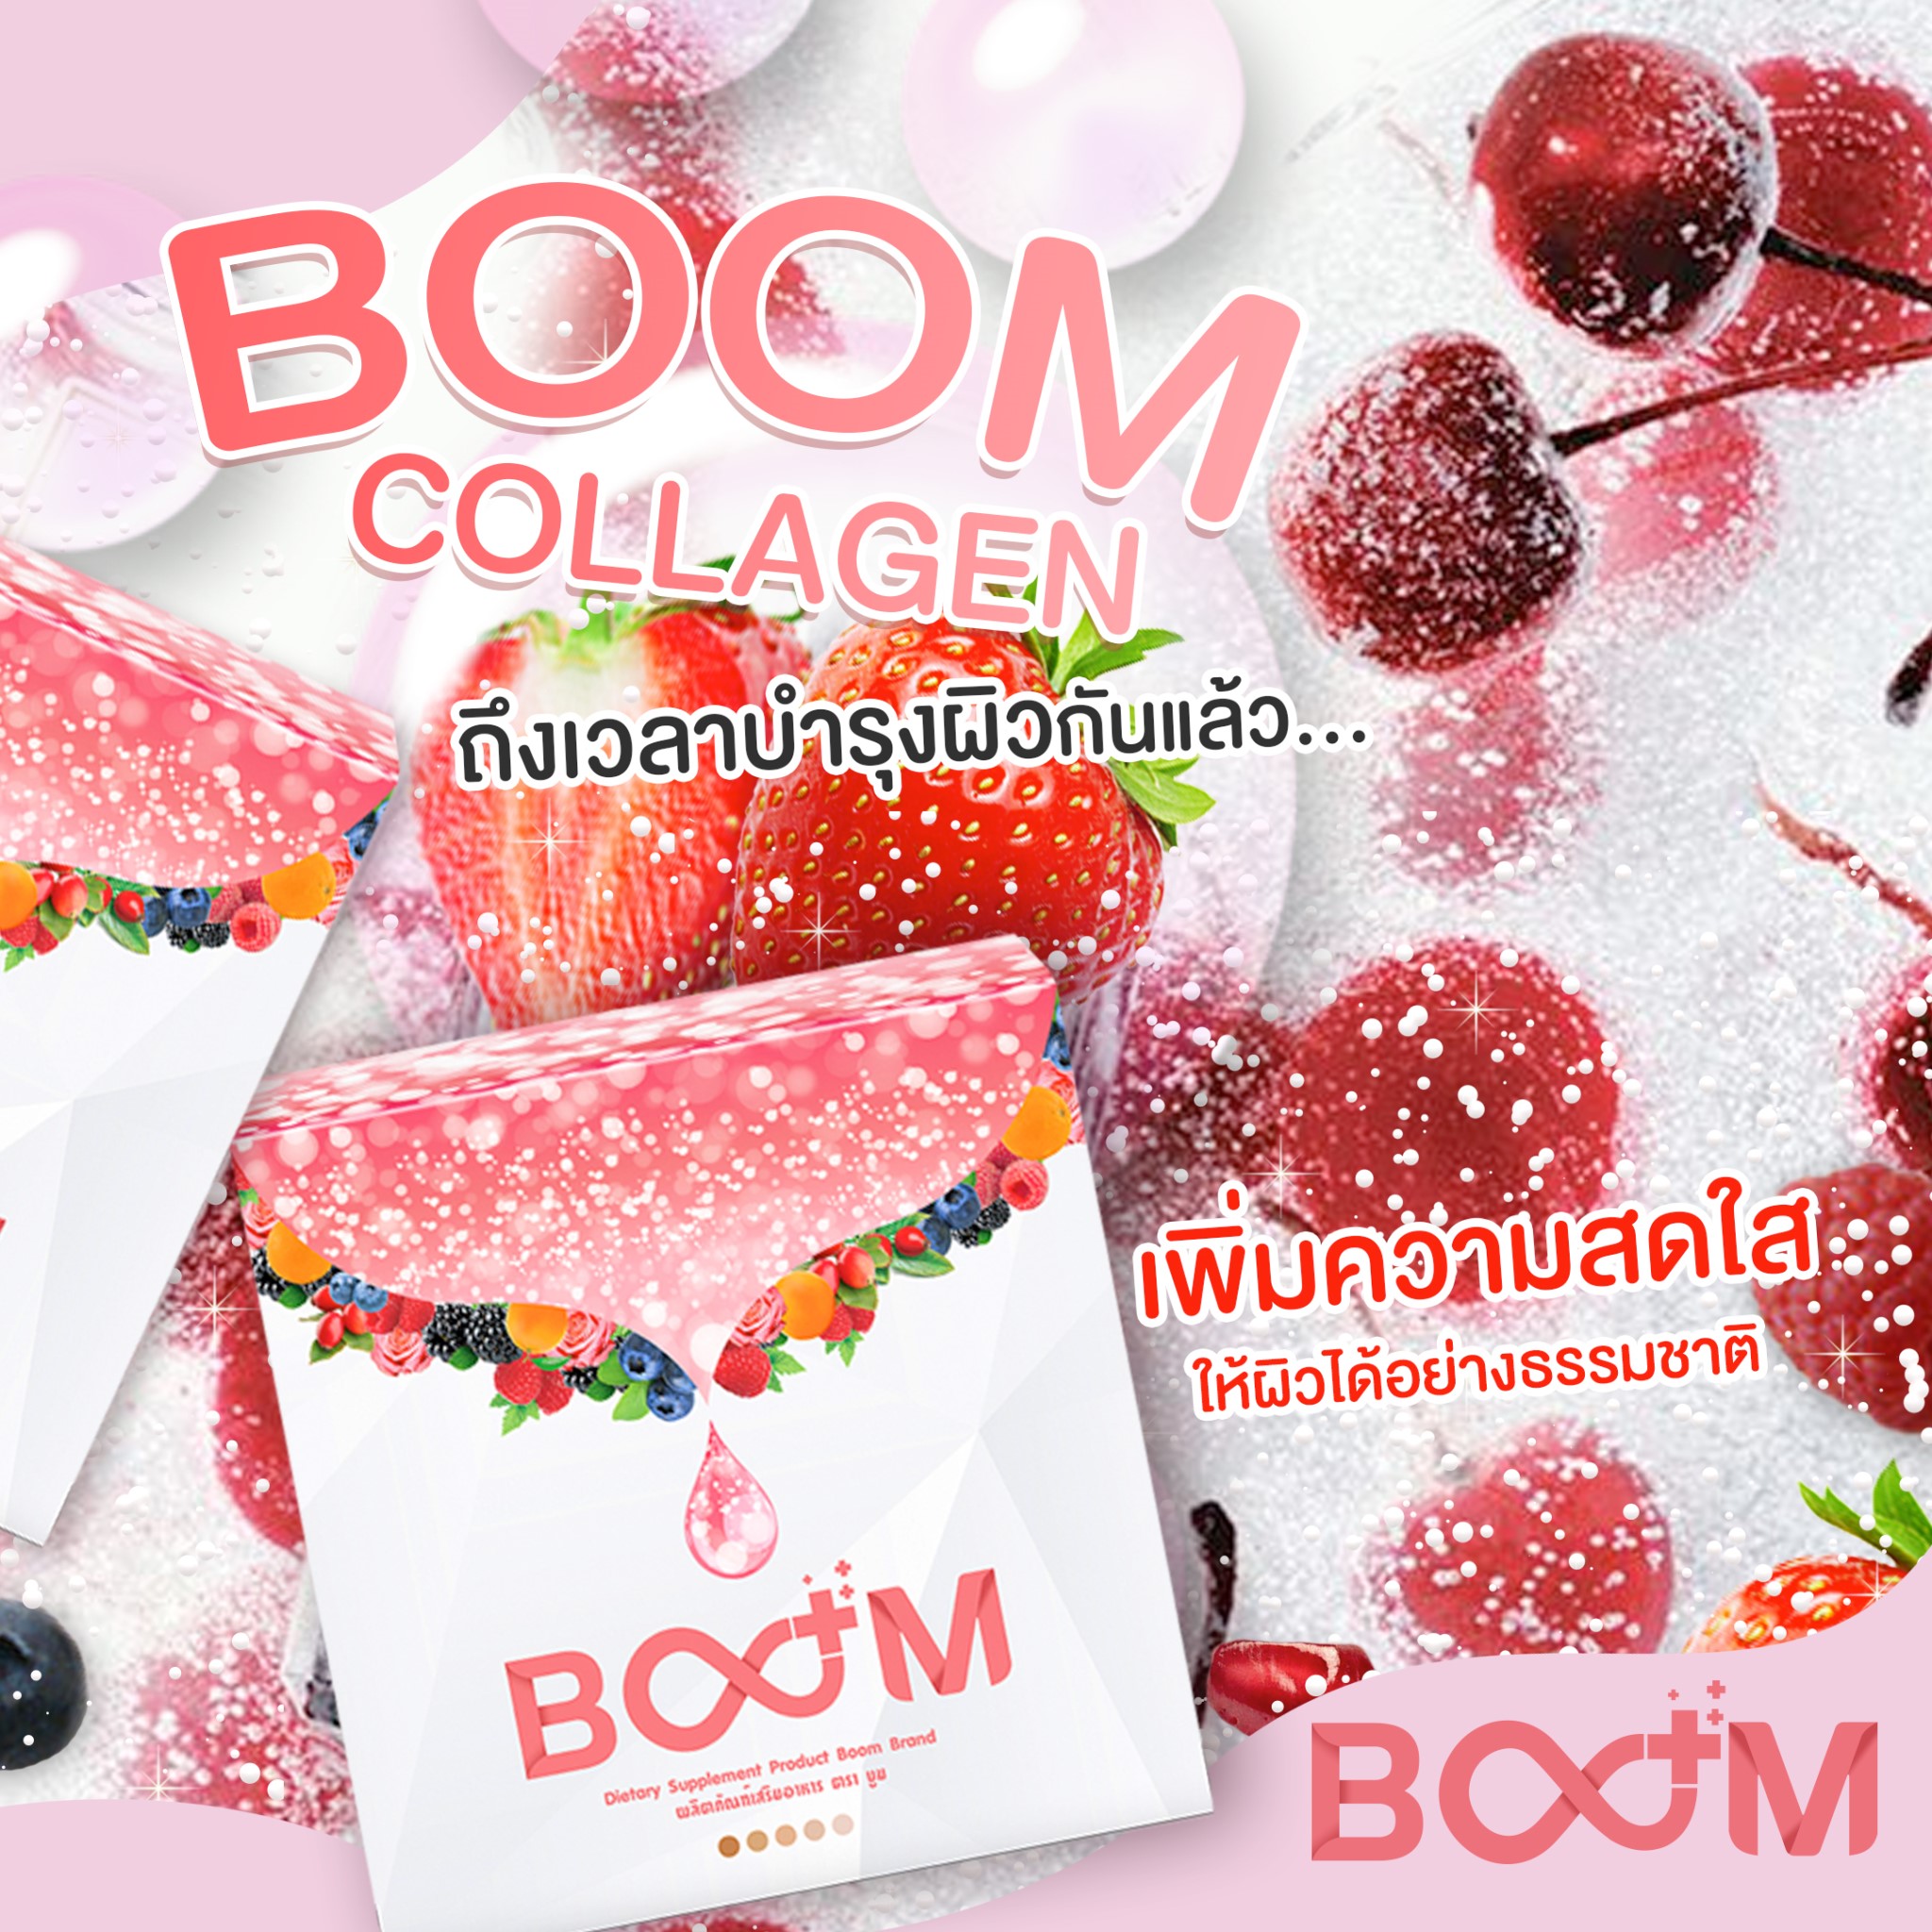 BOOM
COLLAGEN
ถึงเวลาบำรุงผิวกันแล้ว...
เพิ่มความสดใส
ให้ผิวได้อย่างธรรมชาติ
BOOM
Dietary Supplement Product Boom Brand
ผลิตภัณฑ์เสริมอาหาร ตรา บูม
BOOM